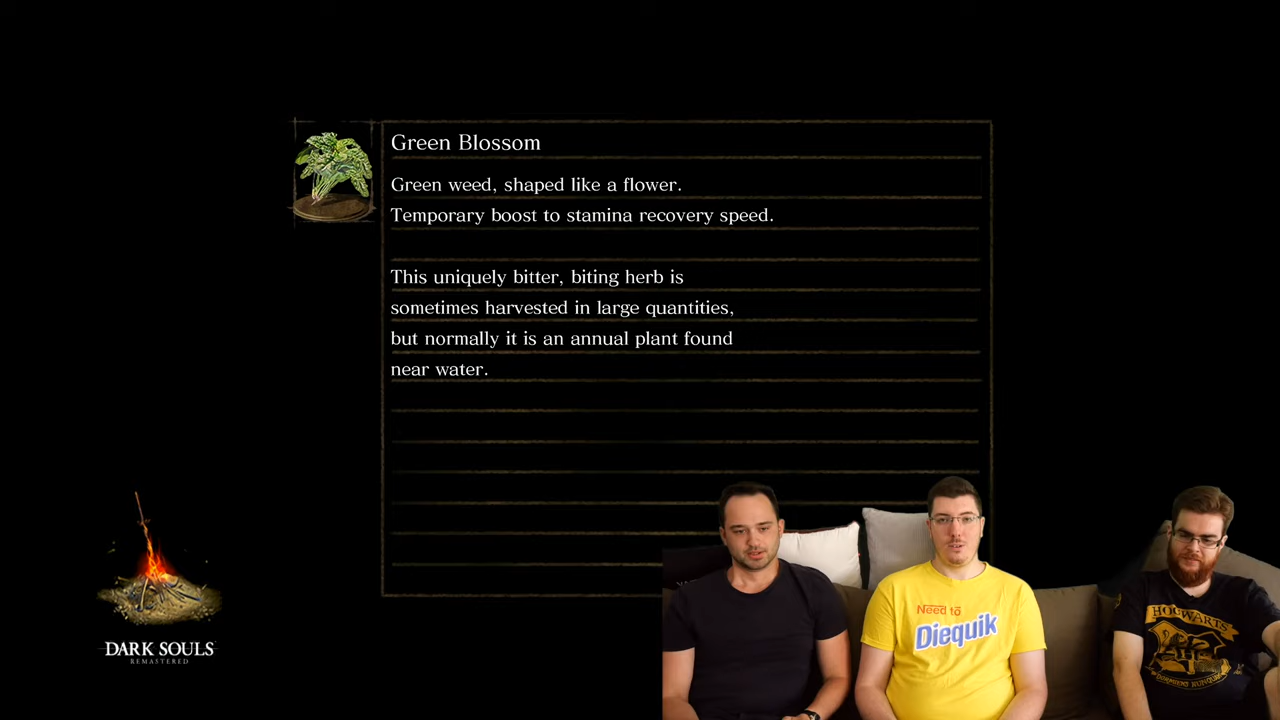 Green Blossom
Green weed, shaped like a flower.
Temporary boost to stamina recovery speed.
This uniquely bitter, biting herb is
sometimes harvested in large quantities,
but normally it is an annual plant found
near water.
DARK SOULS
REMASTERED
Need to
Diequik
HOGWARTS